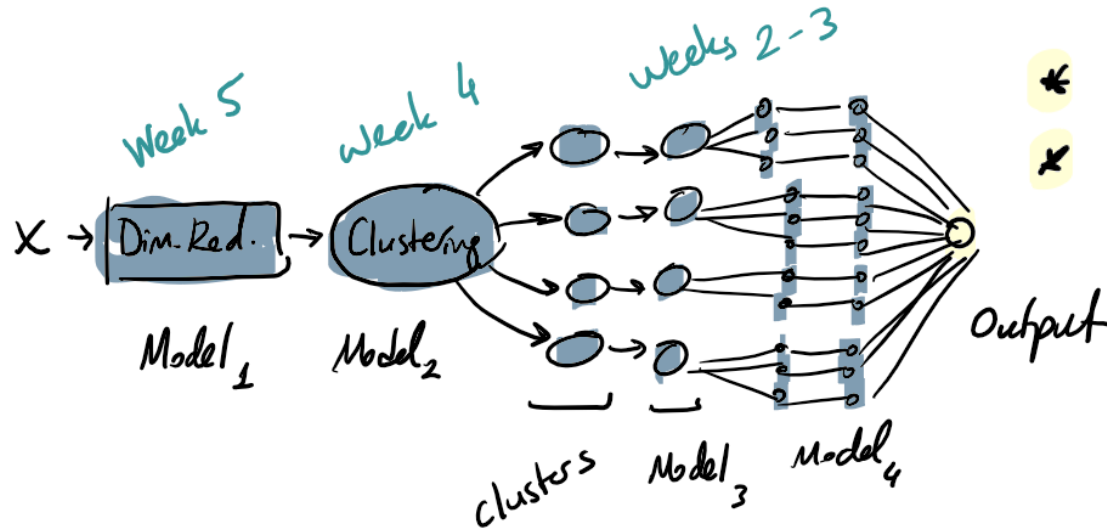 Week 5
Week 4
Weeks 2-3
X
Dim. Red.
Clustering
Output
Model1
Model2
clusters
Model3
Model4